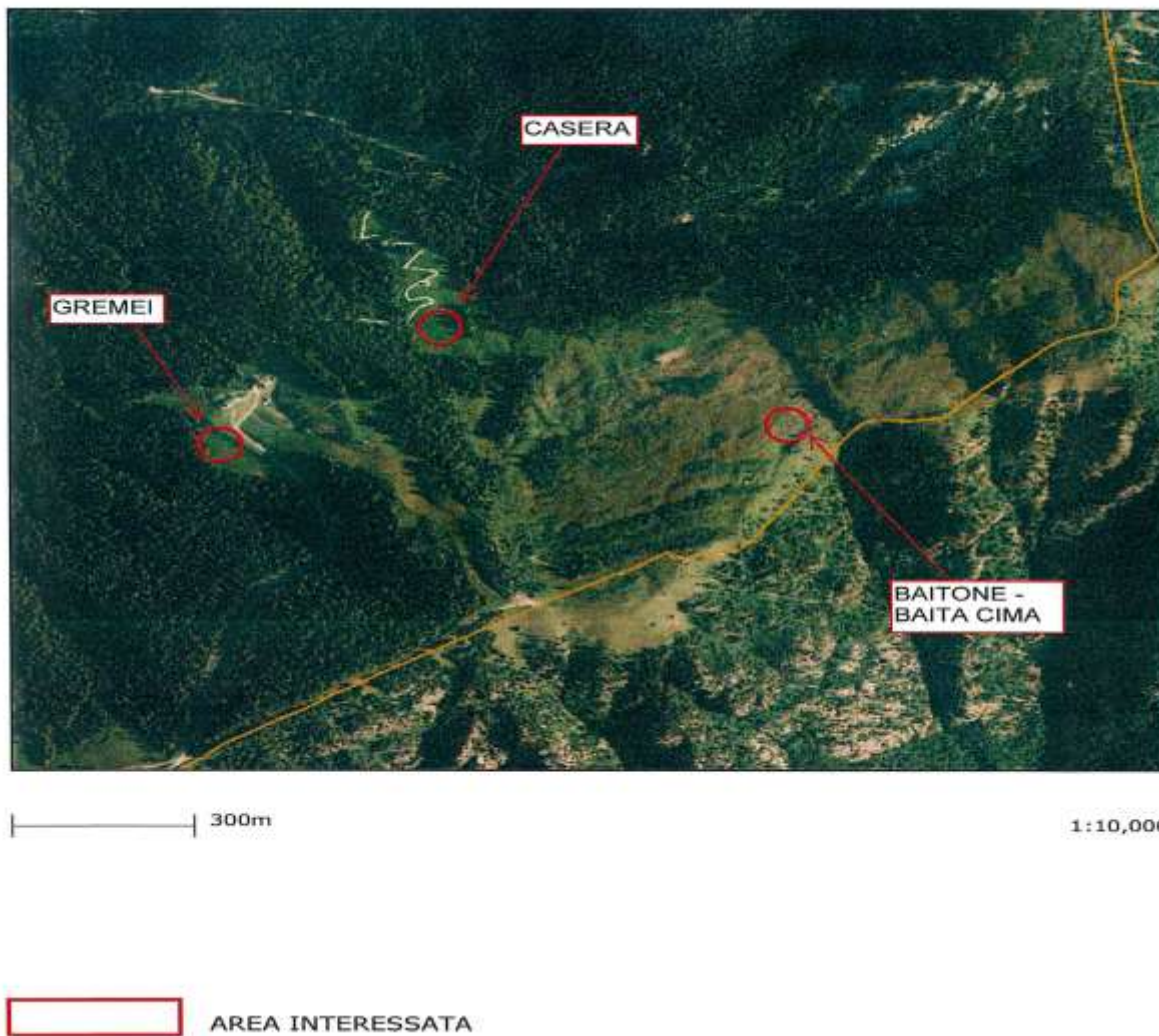 CASERA
GREMEI
BAITONE -
BAITA CIMA
300m
1:10,000
AREA INTERESSATA